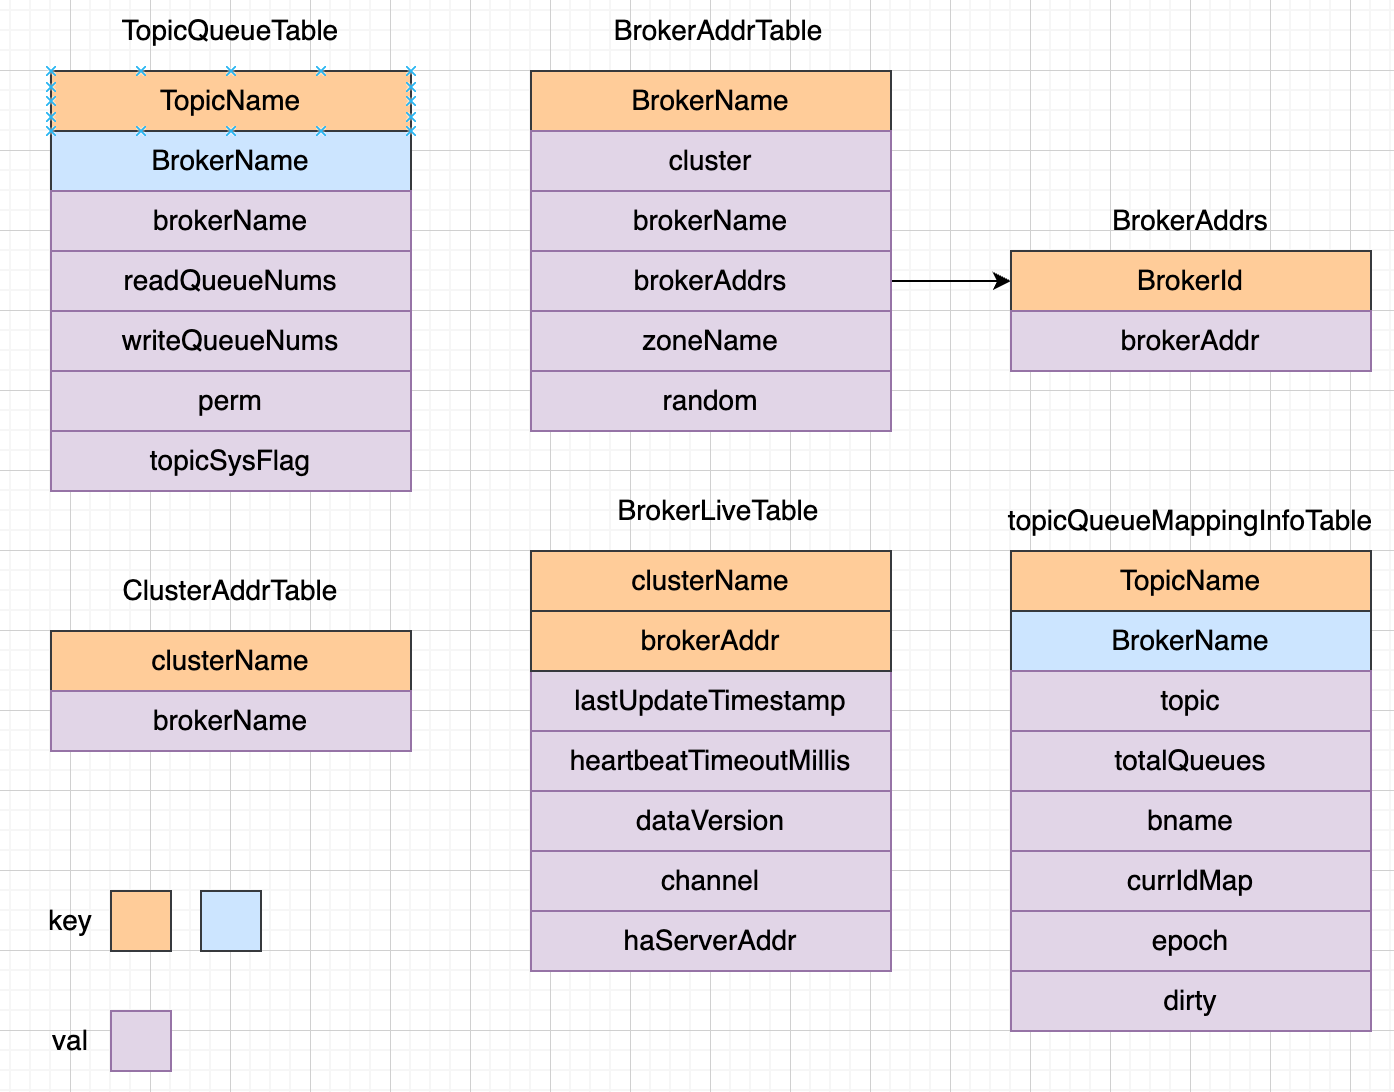 TopicQueueTable
TopicName
BrokerName
brokerName
readQueueNums
writeQueueNums
perm
topicSysFlag
BrokerAddrTable
BrokerName
cluster
brokerName
brokerAddrs
zoneName
random
BrokerAddrs
BrokerId
brokerAddr
ClusterAddrTable
clusterName
brokerName
BrokerLiveTable
clusterName
brokerAddr
lastUpdateTimestamp
heartbeatTimeoutMillis
dataVersion
channel
haServerAddr
topicQueueMappingInfoTable
TopicName
BrokerName
topic
totalQueues
bname
currIdMap
epoch
dirty
key
val